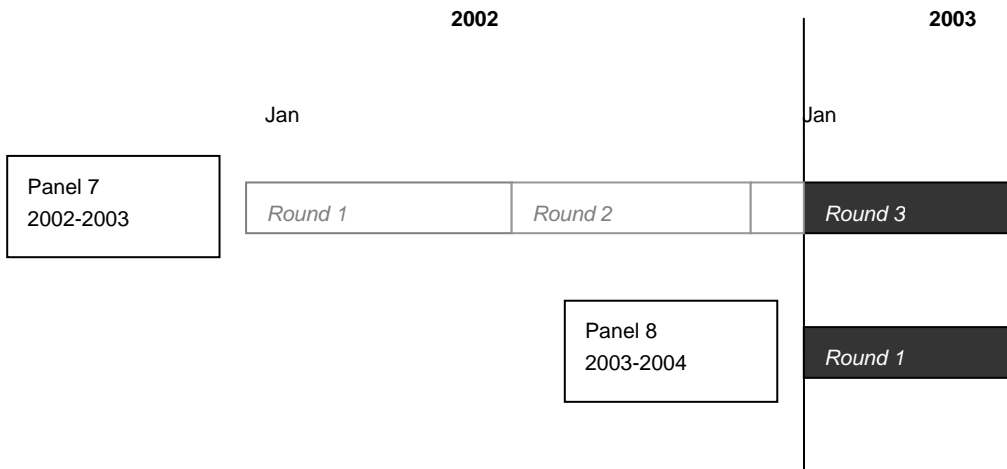 2002 2003
Jan Jan
Panel 7
2002-2003
Round 1 Round 2 Round 3
Panel 8
2003-2004
Round 1